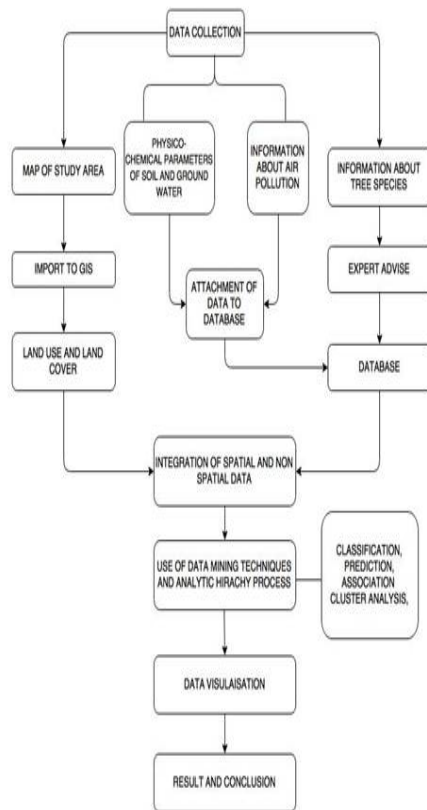 DATA COLLECTION
MAP OF STUDY AREA
PHYSICO-
CHEMICAL PARAMETERS
OF SOIL AND GROUND
WATER
INFORMATION
ABOUT AIR
POLLUTION
INFORMATION ABOUT
TREE SPECIES
IMPORT TO GIS
ATTACHMENT OF
DATA TO
DATABASE
EXPERT ADVISE
LAND USE AND LAND
COVER
DATABASE
INTEGRATION OF SPATIAL AND NON
SPATIAL DATA
USE OF DATA MINING TECHNIQUES
AND ANALYTIC HIRACHY PROCESS
CLASSIFICATION,
PREDICTION,
ASSOCIATION
CLUSTER ANALYSIS,
DATA VISULAISATION
RESULT AND CONCLUSION